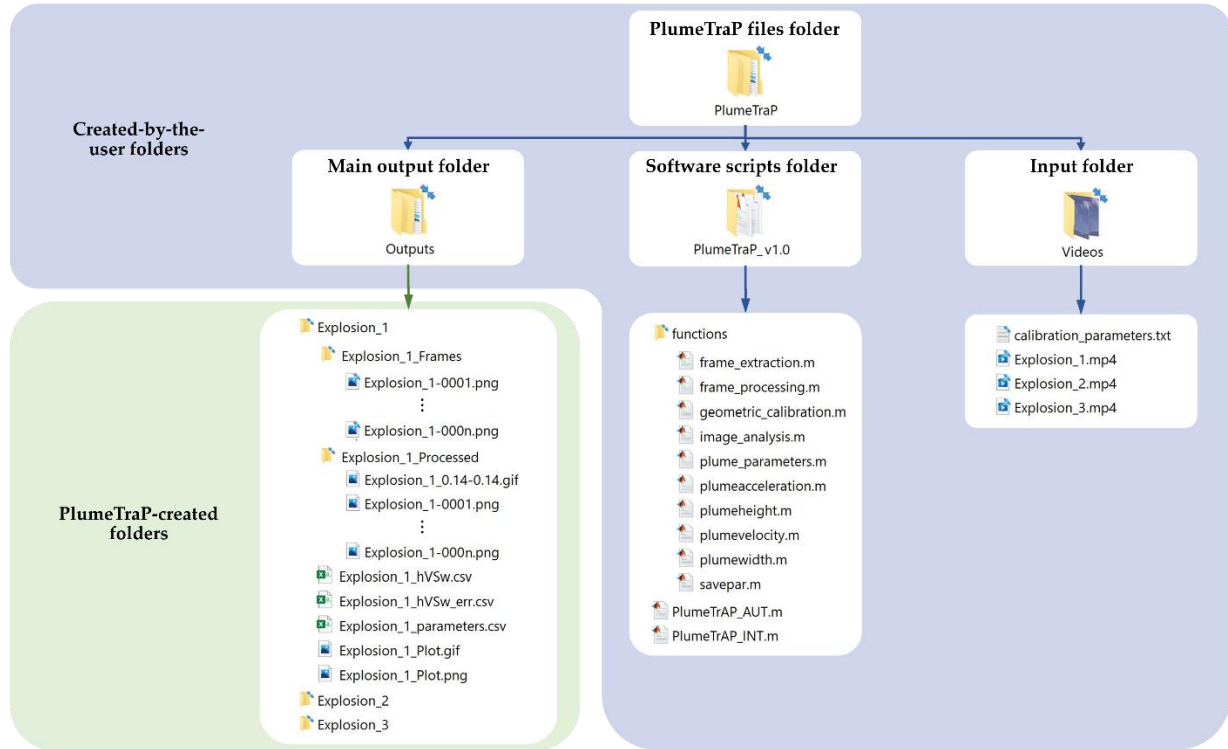 PlumeTraP files folder
PlumeTraP
Created-by-the-
user folders
Main output folder
Outputs
Software scripts folder
PlumeTraP_v1.0
Input folder
Videos
PlumeTraP-created
folders
Explosion_1
Explosion_1_Frames
Explosion_1-0001.png
⋮
Explosion_1-000n.png
Explosion_1_Processed
Explosion_1_0.14-0.14.gif
Explosion_1-0001.png
⋮
Explosion_1-000n.png
Explosion_1_hVSw.csv
Explosion_1_hVSw_err.csv
Explosion_1_parameters.csv
Explosion_1_Plot.gif
Explosion_1_Plot.png
Explosion_2
Explosion_3
functions
frame_extraction.m
frame_processing.m
geometric_calibration.m
image_analysis.m
plume_parameters.m
plumeacceleration.m
plumeheight.m
plumevelocity.m
plumewidth.m
savepar.m
PlumeTrAP_AUT.m
PlumeTrAP_INT.m
calibration_parameters.txt
Explosion_1.mp4
Explosion_2.mp4
Explosion_3.mp4